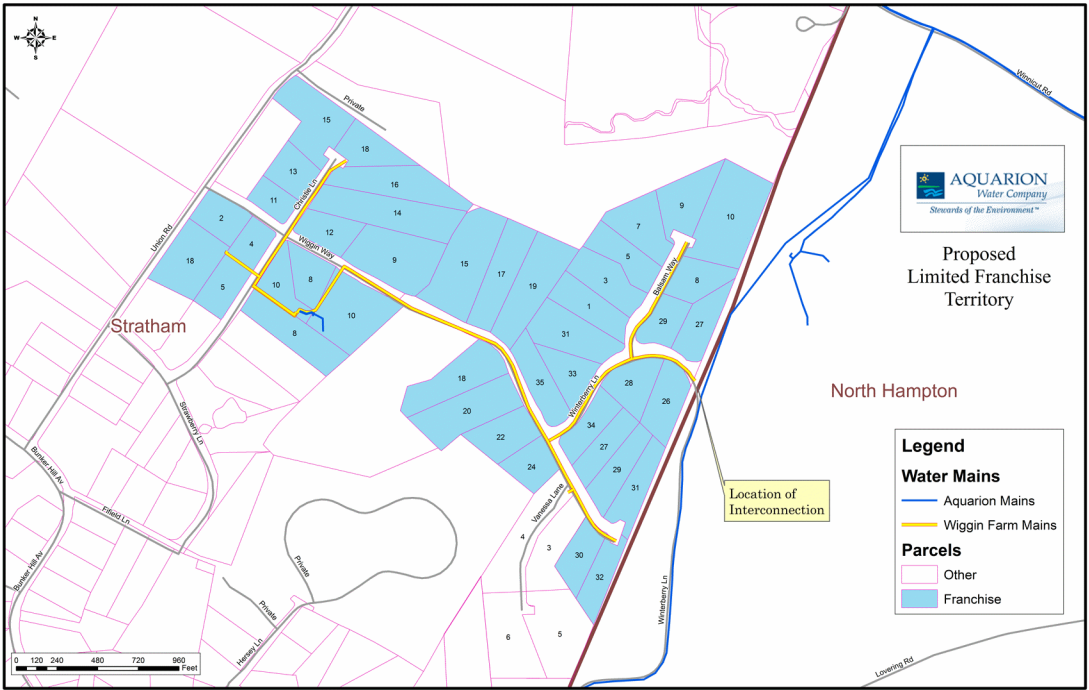 N
W E
S
Private
15
18
13
16
11
Christie Ln
14
2
12
Wiggin Way
4
Union Rd
18
5
10
8
9
10
8
Stratham
15
17
19
7
9
10
5
3
1
Balsam Way
8
31
29
27
33
35
Winterberry Ln
28
26
18
20
22
24
34
27
29
31
Vanessa Lane
4
3
30
32
6
5
Strawberry Ln
Bunker Hill Av
Fifield Ln
Bunker Hill Av
Private
Private
Hersey Ln
Winterberry Ln
Winnicut Rd
Lovering Rd
AQUARION
Water Company
Stewards of the Environment™
Proposed
Limited Franchise
Territory
North Hampton
Location of
Interconnection
Legend
Water Mains
Aquarion Mains
Wiggin Farm Mains
Parcels
Other
Franchise
0 120 240 480 720 960
Feet